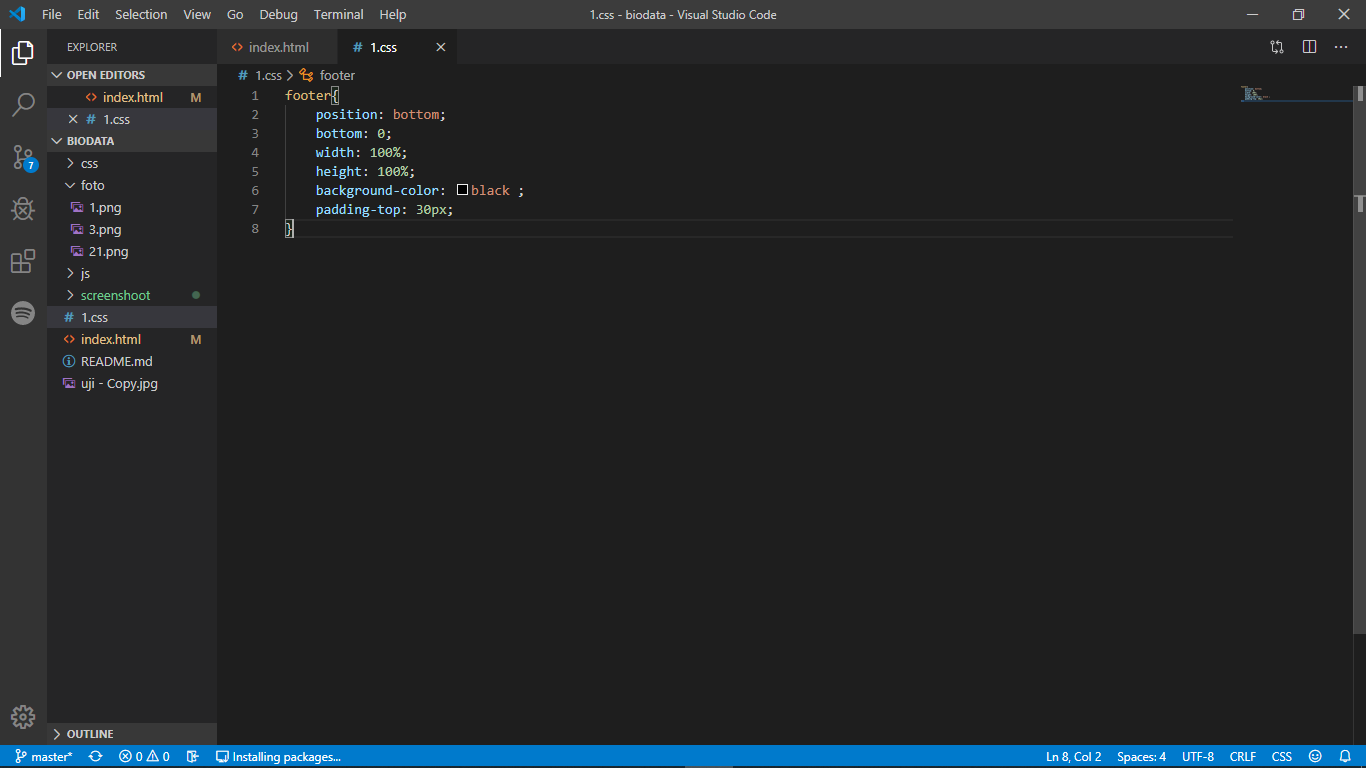 File Edit Selection View Go Debug Terminal Help 1.css - biodata - Visual Studio Code
EXPLORER
index.html
# 1.css
OPEN EDITORS
index.html M
# 1.css
BIODATA
css
foto
1.png
3.png
21.png
js
screenshoot
# 1.css
index.html M
README.md
uji - Copy.jpg
OUTLINE
7
# 1.css > footer
1 footer{
2 position: bottom;
3 bottom: 0;
4 width: 100%;
5 height: 100%;
6 background-color: black ;
7 padding-top: 30px;
8 }
master* 0 0 Installing packages... Ln 8, Col 2 Spaces: 4 UTF-8 CRLF CSS